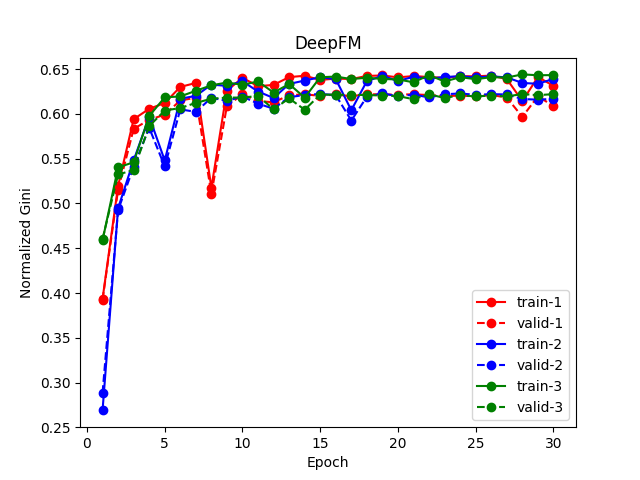 DeepFM
Normalized Gini
0.65
0.60
0.55
0.50
0.45
0.40
0.35
0.30
0.25
0
5
10
15
20
25
30
Epoch
train-1
valid-1
train-2
valid-2
train-3
valid-3